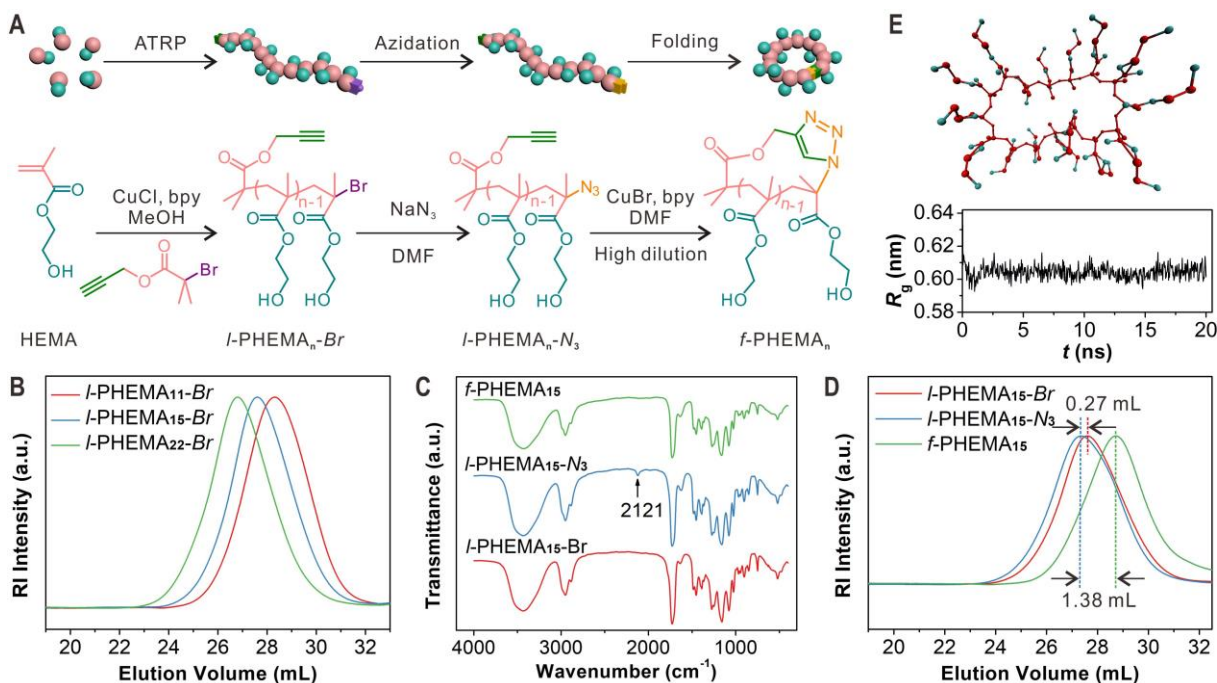 A
ATRP
Azidation
Folding
HEMA
O
O
HO
CuCl, bpy
MeOH
O
O
Br
l-PHEMAₙ-Br
O
O
n-1
Br
O
O
O
O
HO
HO
NaN₃
DMF
l-PHEMAₙ-N₃
O
O
n-1
N₃
O
O
O
O
HO
HO
CuBr, bpy
DMF
High dilution
f-PHEMAₙ
O
O
N
N
N
n-1
O
O
O
O
HO
HO
E
Rg (nm)
0.64
0.62
0.60
0.58
0
5
10
15
20
t (ns)
B
l-PHEMA₁₁-Br
l-PHEMA₁₅-Br
l-PHEMA₂₂-Br
RI Intensity (a.u.)
20 22 24 26 28 30 32
Elution Volume (mL)
C
f-PHEMA₁₅
l-PHEMA₁₅-N₃
2121
l-PHEMA₁₅-Br
Transmittance (a.u.)
4000 3000 2000 1000
Wavenumber (cm⁻¹)
D
l-PHEMA₁₅-Br
l-PHEMA₁₅-N₃
f-PHEMA₁₅
0.27 mL
1.38 mL
RI Intensity (a.u.)
20 22 24 26 28 30 32
Elution Volume (mL)